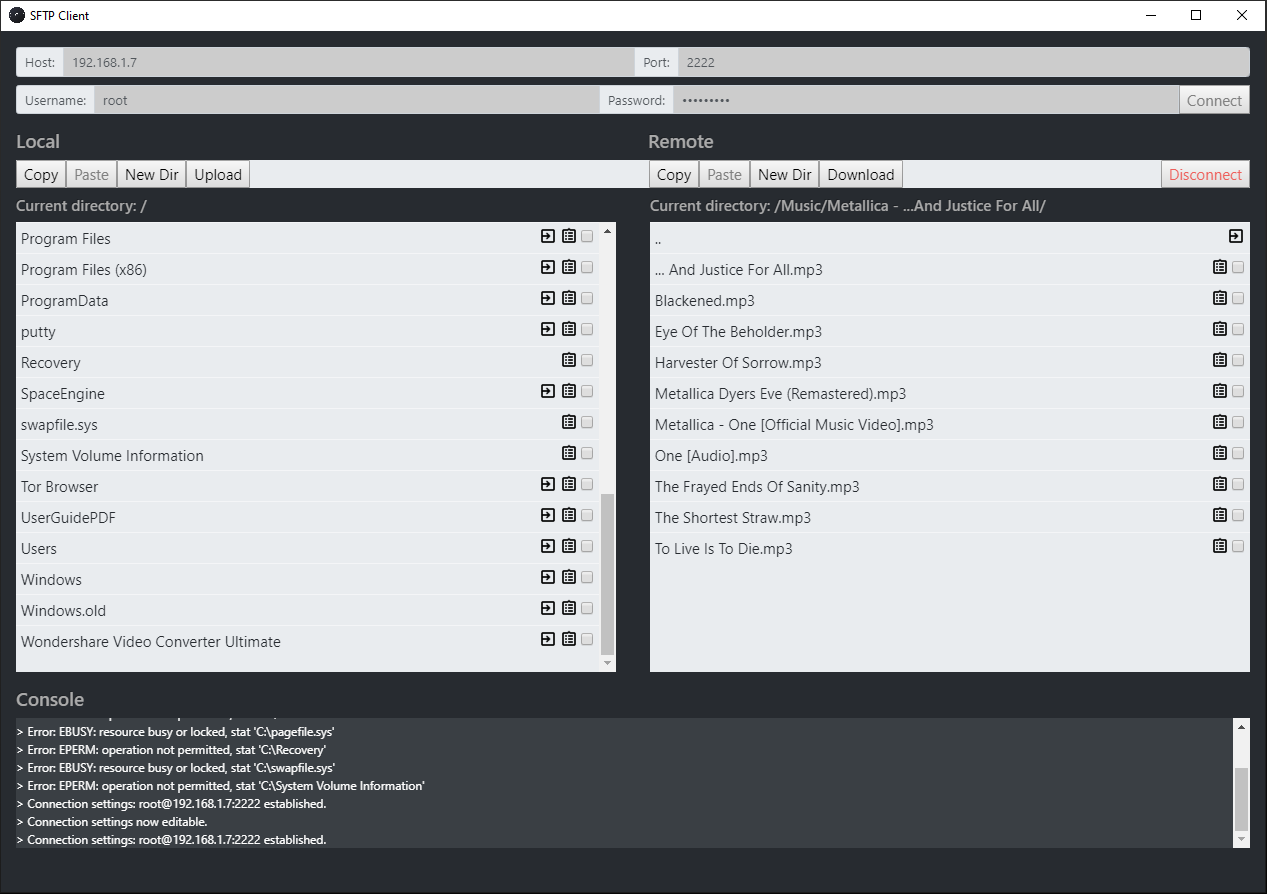 SFTP Client
Host: 192.168.1.7 Port: 2222
Username: root Password: ••••••••• Connect
Local Remote
Copy Paste New Dir Upload Copy Paste New Dir Download Disconnect
Current directory: / Current directory: /Music/Metallica - ...And Justice For All/
Program Files
Program Files (x86)
ProgramData
putty
Recovery
SpaceEngine
swapfile.sys
System Volume Information
Tor Browser
UserGuidePDF
Users
Windows
Windows.old
Wondershare Video Converter Ultimate
..
... And Justice For All.mp3
Blackened.mp3
Eye Of The Beholder.mp3
Harvester Of Sorrow.mp3
Metallica Dyers Eve (Remastered).mp3
Metallica - One [Official Music Video].mp3
One [Audio].mp3
The Frayed Ends Of Sanity.mp3
The Shortest Straw.mp3
To Live Is To Die.mp3
Console
> Error: EBUSY: resource busy or locked, stat 'C:\pagefile.sys'
> Error: EPERM: operation not permitted, stat 'C:\Recovery'
> Error: EBUSY: resource busy or locked, stat 'C:\swapfile.sys'
> Error: EPERM: operation not permitted, stat 'C:\System Volume Information'
> Connection settings: root@192.168.1.7:2222 established.
> Connection settings now editable.
> Connection settings: root@192.168.1.7:2222 established.